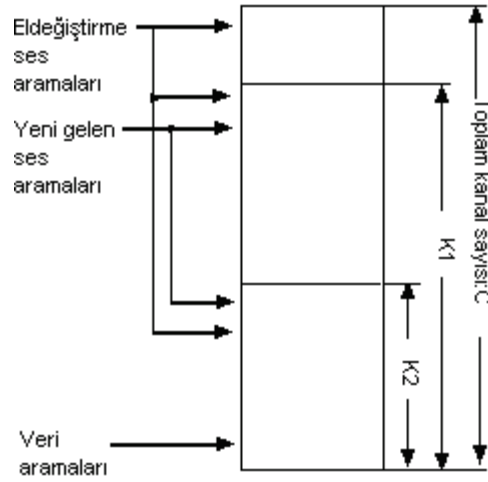 Eldeğiştirme
ses
aramaları
Yeni gelen
ses
aramaları
Veri
aramaları
K2
K1
Toplam kanal sayısı:C